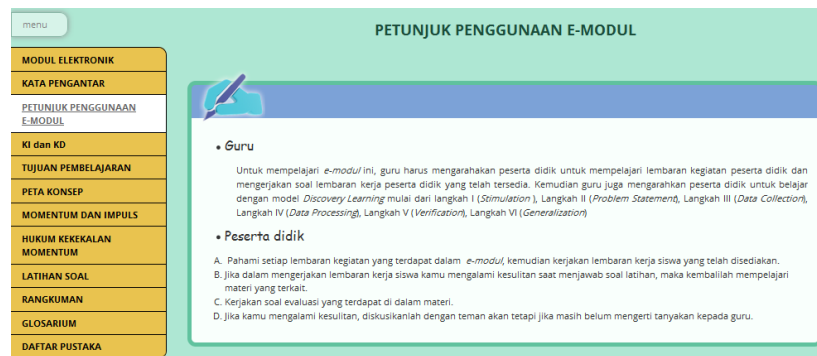 menu
PETUNJUK PENGGUNAAN E-MODUL
MODUL ELEKTRONIK
KATA PENGANTAR
PETUNJUK PENGGUNAAN
E-MODUL
KI dan KD
TUJUAN PEMBELAJARAN
PETA KONSEP
MOMENTUM DAN IMPULS
HUKUM KEKEKALAN
MOMENTUM
LATIHAN SOAL
RANGKUMAN
GLOSARIUM
DAFTAR PUSTAKA
• Guru
Untuk mempelajari e-modul ini, guru harus mengarahakan peserta didik untuk mempelajari lembaran kegiatan peserta didik dan
mengerjakan soal lembaran kerja peserta didik yang telah tersedia. Kemudian guru juga mengarahkan peserta didik untuk belajar
dengan model Discovery Learning mulai dari langkah I (Stimulation ), Langkah II (Problem Statement), Langkah III (Data Collection),
Langkah IV (Data Processing), Langkah V (Verification), Langkah VI (Generalization)
• Peserta didik
A. Pahami setiap lembaran kegiatan yang terdapat dalam e-modul, kemudian kerjakan lembaran kerja siswa yang telah disediakan.
B. Jika dalam mengerjakan lembaran kerja siswa kamu mengalami kesulitan saat menjawab soal latihan, maka kembalilah mempelajari
materi yang terkait.
C. Kerjakan soal evaluasi yang terdapat di dalam materi.
D. Jika kamu mengalami kesulitan, diskusikanlah dengan teman akan tetapi jika masih belum mengerti tanyakan kepada guru.